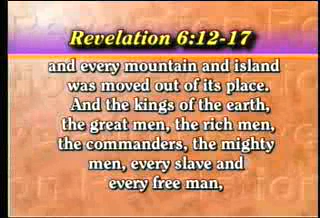 Revelation 6:12-17
and every mountain and island
was moved out of its place.
And the kings of the earth,
the great men, the rich men,
the commanders, the mighty
men, every slave and
every free man,